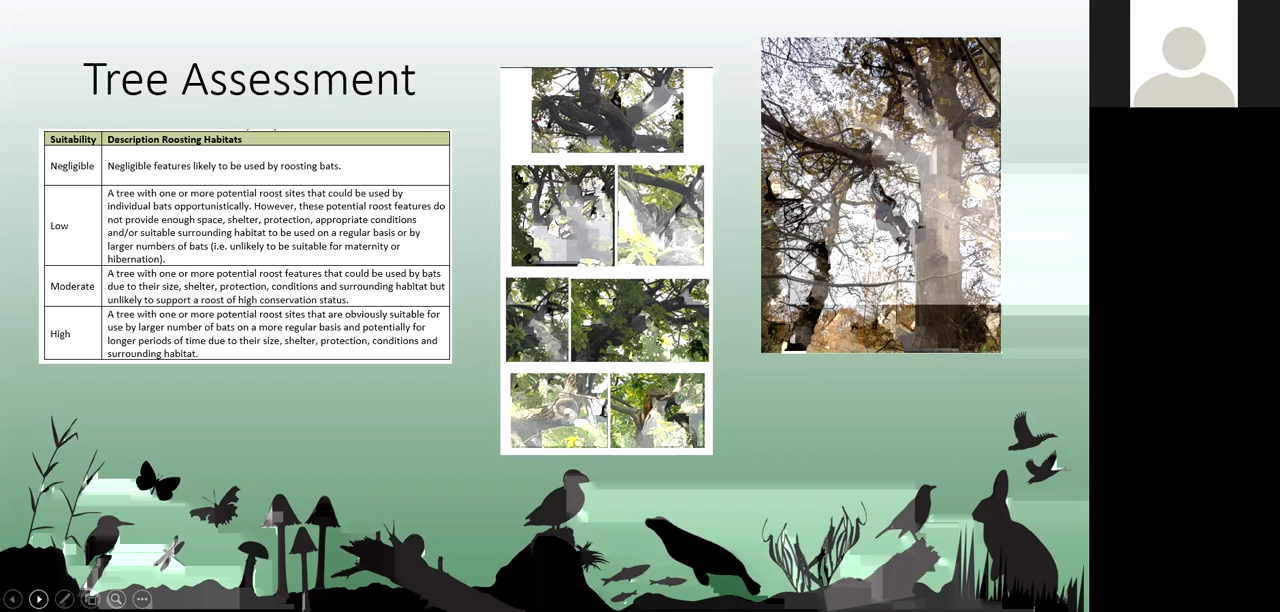 Tree Assessment
Suitability Description Roosting Habitats
Negligible Negligible features likely to be used by roosting bats.
A tree with one or more potential roost sites that could be used by
individual bats opportunistically. However, these potential roost features do
not provide enough space, shelter, protection, appropriate conditions
Low and/or suitable surrounding habitat to be used on a regular basis or by
larger numbers of bats (i.e. unlikely to be suitable for maternity or
hibernation).
A tree with one or more potential roost features that could be used by bats
Moderate due to their size, shelter, protection, conditions and surrounding habitat but
unlikely to support a roost of high conservation status.
A tree with one or more potential roost sites that are obviously suitable for
High use by larger number of bats on a more regular basis and potentially for
longer periods of time due to their size, shelter, protection, conditions and
surrounding habitat.